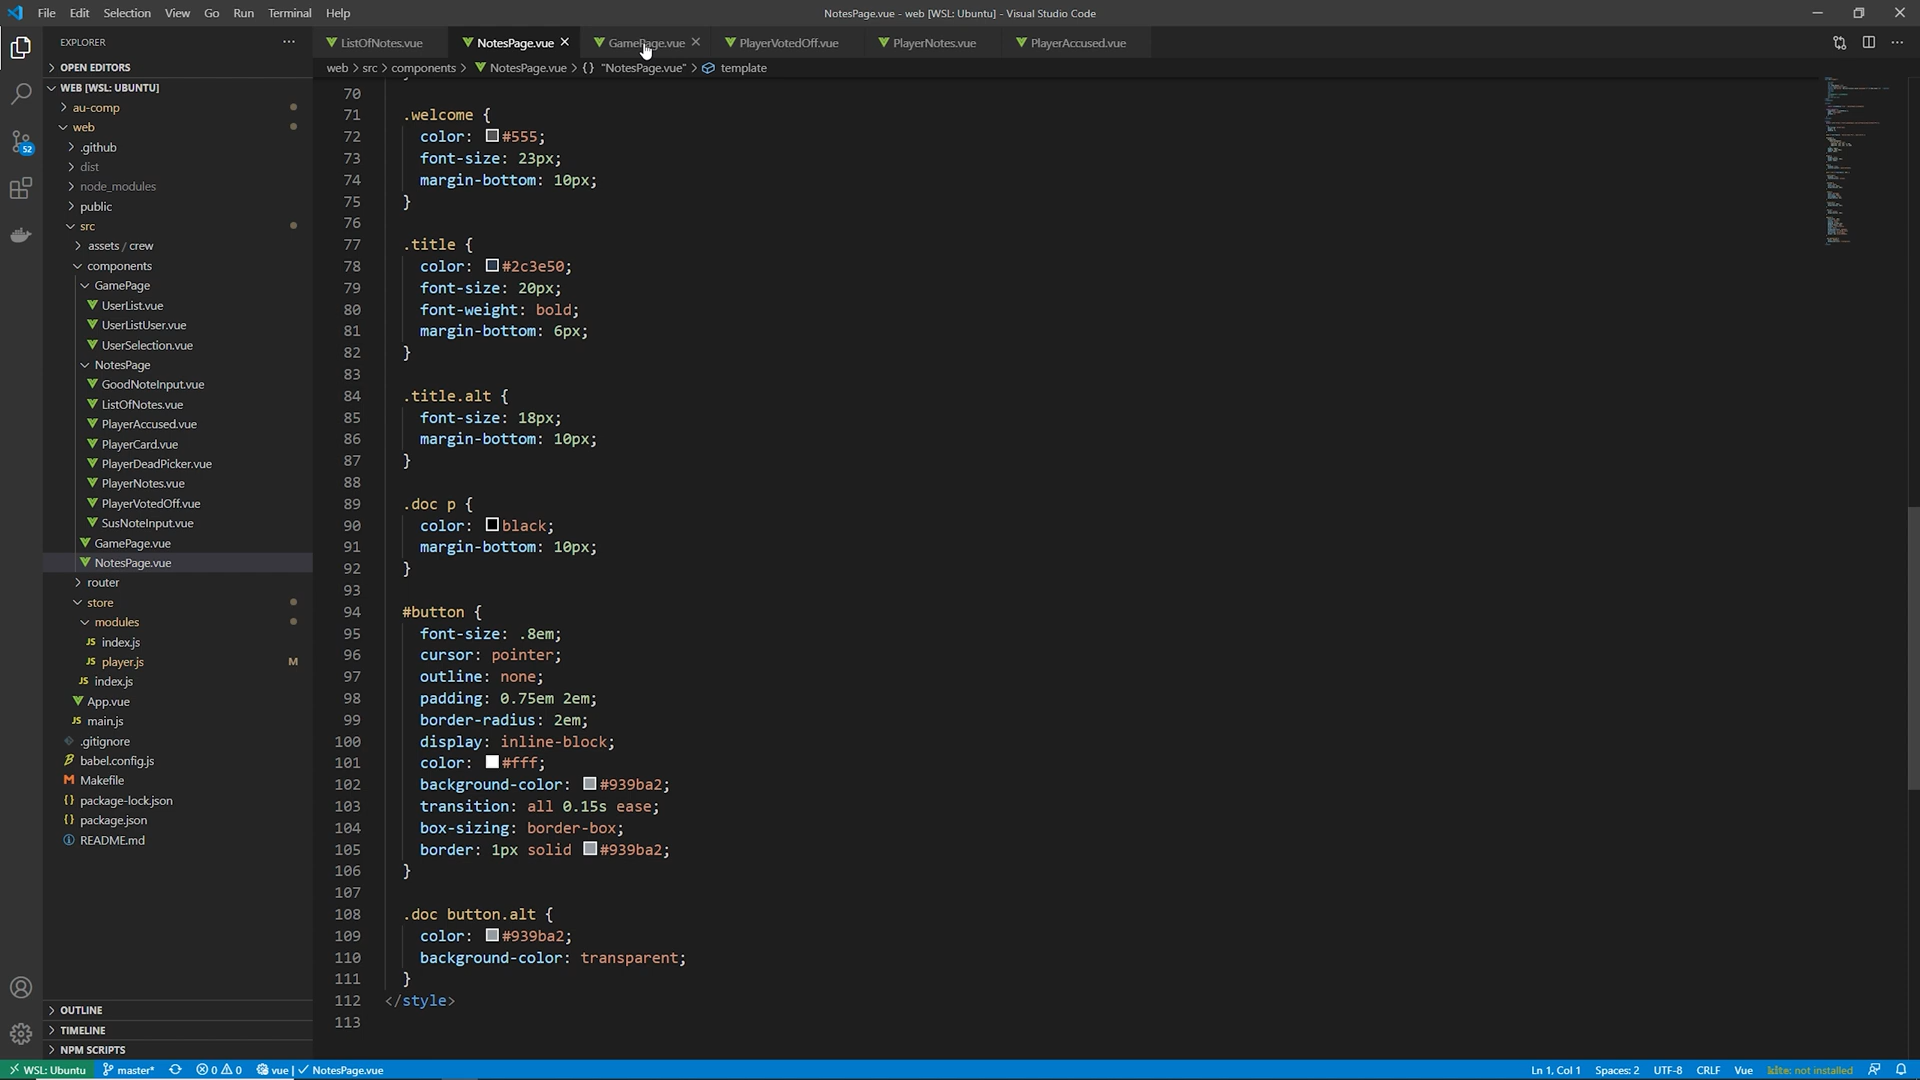 File Edit Selection View Go Run Terminal Help
NotesPage.vue - web [WSL: Ubuntu] - Visual Studio Code
EXPLORER
ListOfNotes.vue
NotesPage.vue
GamePage.vue
PlayerVotedOff.vue
PlayerNotes.vue
PlayerAccused.vue
web > src > components > NotesPage.vue > {} "NotesPage.vue" > template
OPEN EDITORS
WEB [WSL: UBUNTU]
au-comp
web
.github
dist
node_modules
public
src
assets / crew
components
GamePage
UserList.vue
UserListUser.vue
UserSelection.vue
NotesPage
GoodNoteInput.vue
ListOfNotes.vue
PlayerAccused.vue
PlayerCard.vue
PlayerDeadPicker.vue
PlayerNotes.vue
PlayerVotedOff.vue
SusNoteInput.vue
GamePage.vue
NotesPage.vue
router
store
modules
JS index.js
JS player.js M
JS index.js
App.vue
JS main.js
.gitignore
babel.config.js
Makefile
{} package-lock.json
{} package.json
README.md
OUTLINE
TIMELINE
NPM SCRIPTS
52
70
71 .welcome {
72 color: #555;
73 font-size: 23px;
74 margin-bottom: 10px;
75 }
76
77 .title {
78 color: #2c3e50;
79 font-size: 20px;
80 font-weight: bold;
81 margin-bottom: 6px;
82 }
83
84 .title.alt {
85 font-size: 18px;
86 margin-bottom: 10px;
87 }
88
89 .doc p {
90 color: black;
91 margin-bottom: 10px;
92 }
93
94 #button {
95 font-size: .8em;
96 cursor: pointer;
97 outline: none;
98 padding: 0.75em 2em;
99 border-radius: 2em;
100 display: inline-block;
101 color: #fff;
102 background-color: #939ba2;
103 transition: all 0.15s ease;
104 box-sizing: border-box;
105 border: 1px solid #939ba2;
106 }
107
108 .doc button.alt {
109 color: #939ba2;
110 background-color: transparent;
111 }
112 </style>
113
WSL: Ubuntu master* 0 0 vue | NotesPage.vue
Ln 1, Col 1 Spaces: 2 UTF-8 CRLF Vue kite: not installed